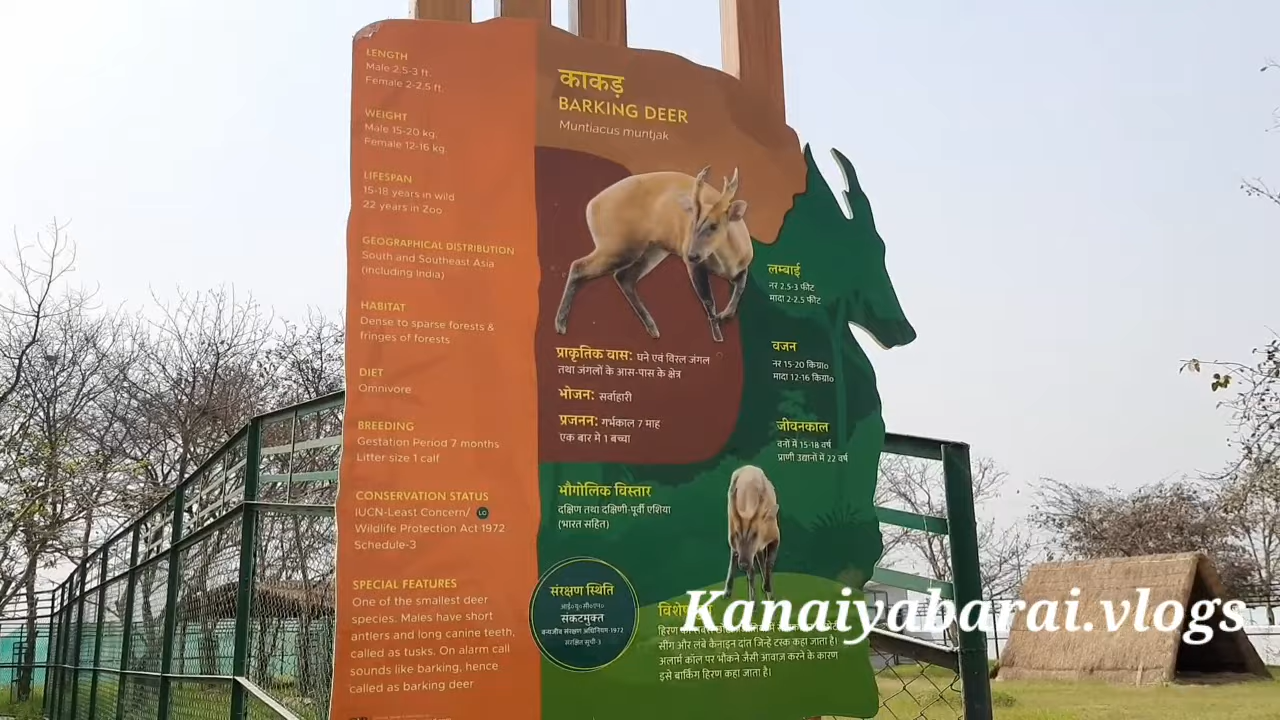 LENGTH
Male 2.5-3 ft.
Female 2-2.5 ft.
WEIGHT
Male 15-20 kg.
Female 12-16 kg.
LIFESPAN
15-18 years in wild
22 years in Zoo
GEOGRAPHICAL DISTRIBUTION
South and Southeast Asia
(including India)
HABITAT
Dense to sparse forests &
fringes of forests
DIET
Omnivore
BREEDING
Gestation Period 7 months
Litter size 1 calf
CONSERVATION STATUS
IUCN-Least Concern/ LC
Wildlife Protection Act 1972
Schedule-3
SPECIAL FEATURES
One of the smallest deer
species. Males have short
antlers and long canine teeth,
called as tusks. On alarm call
sounds like barking, hence
called as barking deer
काकड़
BARKING DEER
Muntiacus muntjak
प्राकृतिक वास: घने एवं विरल जंगल
तथा जंगलों के आस-पास के क्षेत्र
भोजन: सर्वाहारी
प्रजनन: गर्भकाल 7 माह
एक बार मे 1 बच्चा
लम्बाई
नर 2.5-3 फीट
मादा 2-2.5 फीट
वजन
नर 15-20 किग्रा०
मादा 12-16 किग्रा०
जीवनकाल
वनों में 15-18 वर्ष
प्राणी उद्यानों में 22 वर्ष
भौगोलिक विस्तार
दक्षिण तथा दक्षिणी-पूर्वी एशिया
(भारत सहित)
संरक्षण स्थिति
आई०यू०सी०एन०
संकटमुक्त
वन्यजीव संरक्षण अधिनियम 1972
संरक्षित सूची-3
हिरण
सींग और लंबे केनाइन दांत जिन्हें टस्क कहा जाता है।
अलार्म कॉल पर भौंकने जैसी आवाज़ करने के कारण
इसे बार्किंग हिरण कहा जाता है।
Kanaiyabarai.vlogs